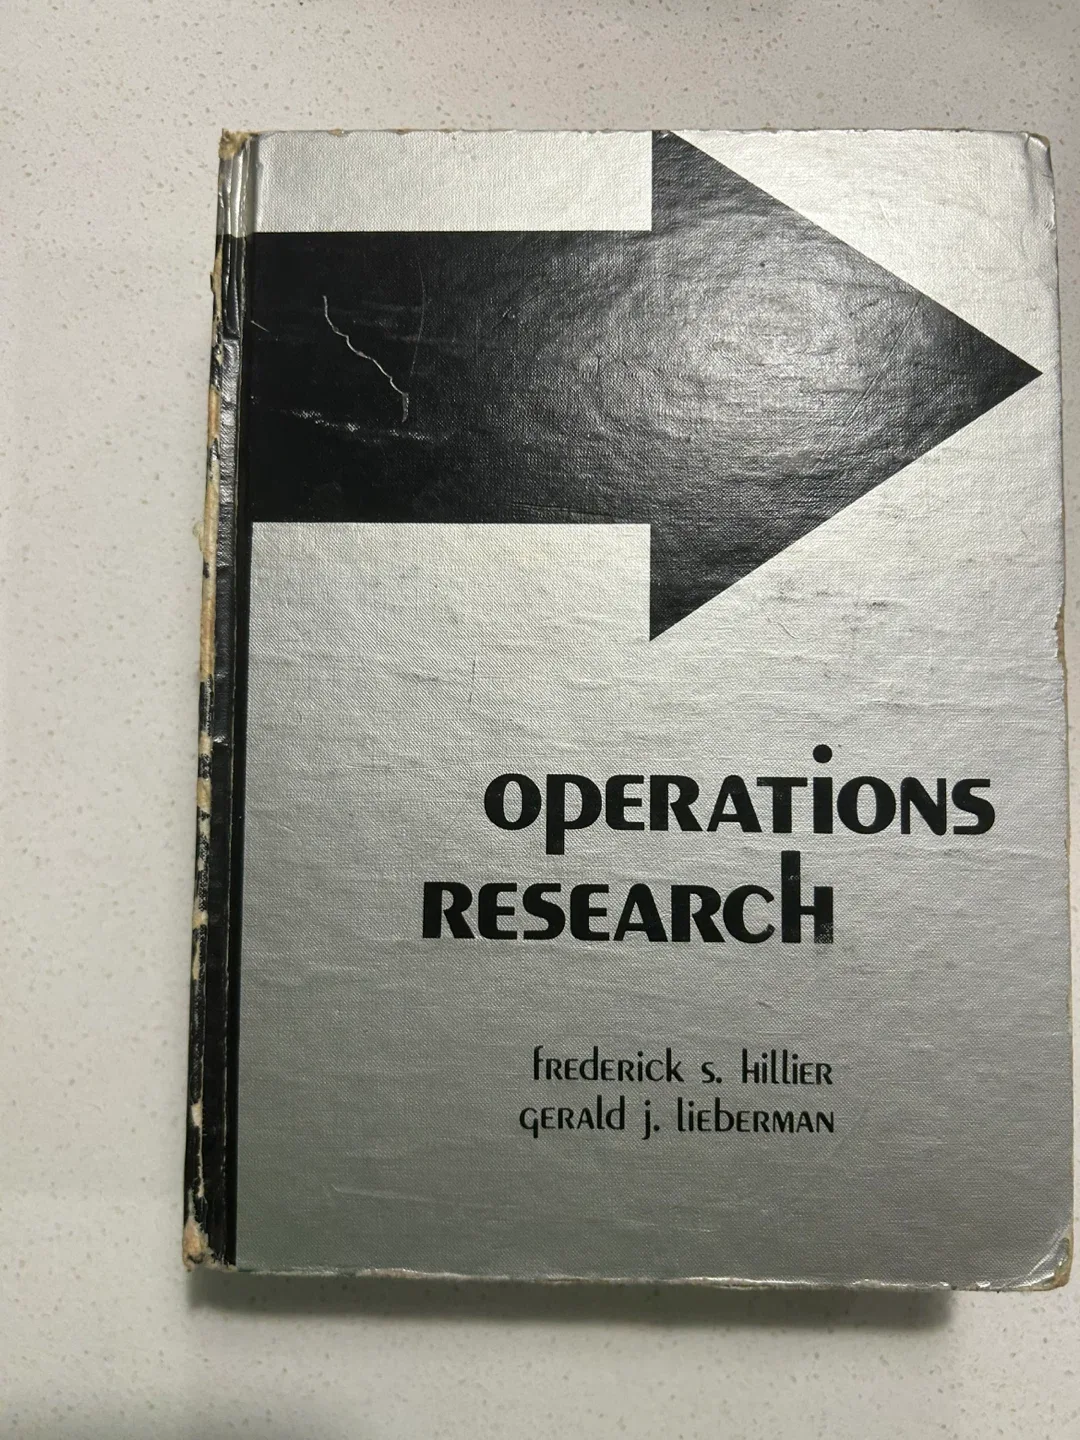 OPERATIONS
RESEARCH
frederick s. hillier
gerald j. lieberman